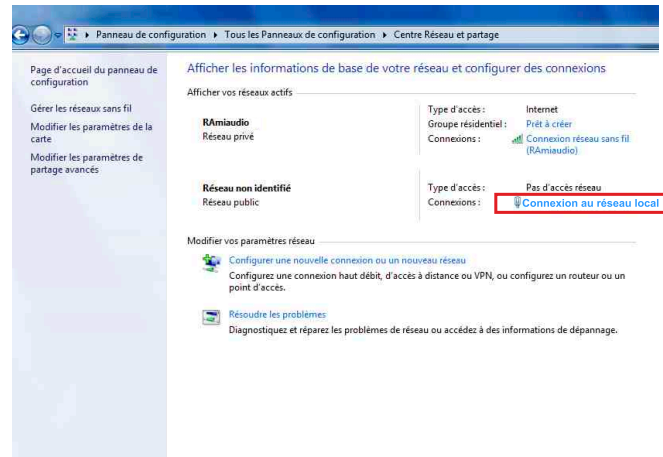 Panneau de configuration ▸ Tous les Panneaux de configuration ▸ Centre Réseau et partage
Page d'accueil du panneau de
configuration
Gérer les réseaux sans fil
Modifier les paramètres de la
carte
Modifier les paramètres de
partage avancés
Afficher les informations de base de votre réseau et configurer des connexions
Afficher vos réseaux actifs
RAmiaudio
Réseau privé
Type d'accès : Internet
Groupe résidentiel : Prêt à créer
Connexions : Connexion réseau sans fil
(RAmiaudio)
Réseau non identifié
Réseau public
Type d'accès : Pas d'accès réseau
Connexions : Connexion au réseau local
Modifier vos paramètres réseau
Configurer une nouvelle connexion ou un nouveau réseau
Configurez une connexion haut débit, d'accès à distance ou VPN, ou configurez un routeur ou un
point d'accès.
Résoudre les problèmes
Diagnostiquez et réparez les problèmes de réseau ou accédez à des informations de dépannage.